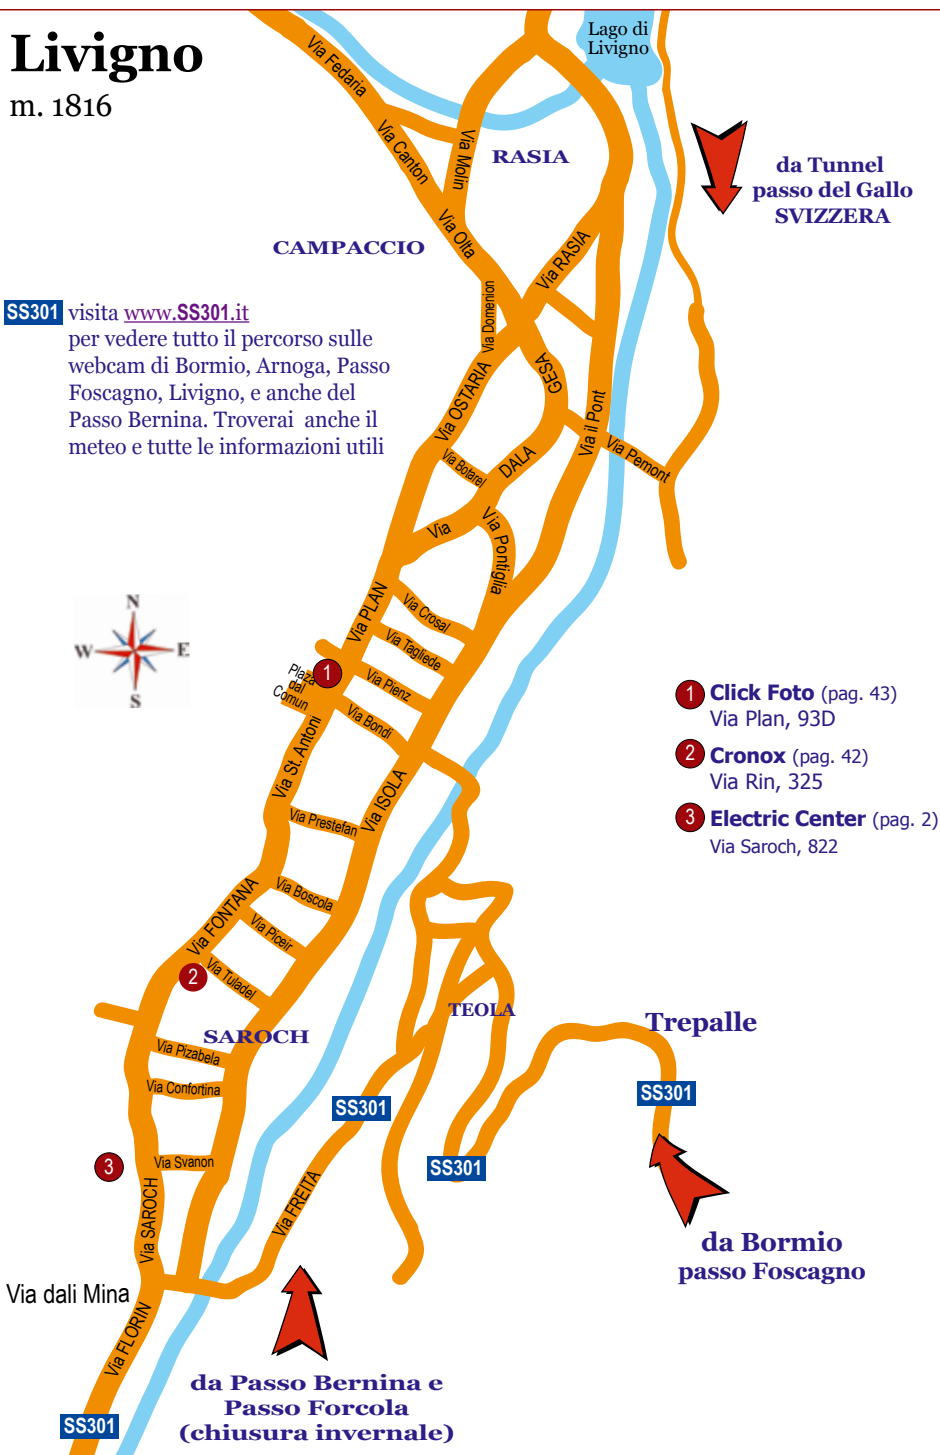 Livigno
m. 1816
Lago di
Livigno
Via Fedaria
Via Canton
Via Molin
RASIA
da Tunnel
passo del Gallo
SVIZZERA
Via Olta
CAMPACCIO
Via RASIA
SS301 visita www.SS301.it
per vedere tutto il percorso sulle
webcam di Bormio, Arnoga, Passo
Foscagno, Livigno, e anche del
Passo Bernina. Troverai anche il
meteo e tutte le informazioni utili
Via Domenion
GESA
Via OSTARIA
Via il Pont
Via Pemont
Via Botarel
DALA
Via
Via Pontiglia
Via PLAN
Via Crosal
Via Tagliede
N
W E
S
1
Plaza
dal
Comun
Via Pienz
Via Bondi
Via St. Antoni
Via ISOLA
Via Prestefan
1 Click Foto (pag. 43)
Via Plan, 93D
2 Cronox (pag. 42)
Via Rin, 325
3 Electric Center (pag. 2)
Via Saroch, 822
Via Boscola
Via FONTANA
Via Piceir
2
Via Tuladel
SAROCH
TEOLA
Trepalle
Via Pizabela
Via Confortina
SS301
SS301
3
Via Svanon
SS301
Via SAROCH
Via FREITA
da Bormio
passo Foscagno
Via dali Mina
Via FLORIN
da Passo Bernina e
Passo Forcola
(chiusura invernale)
SS301